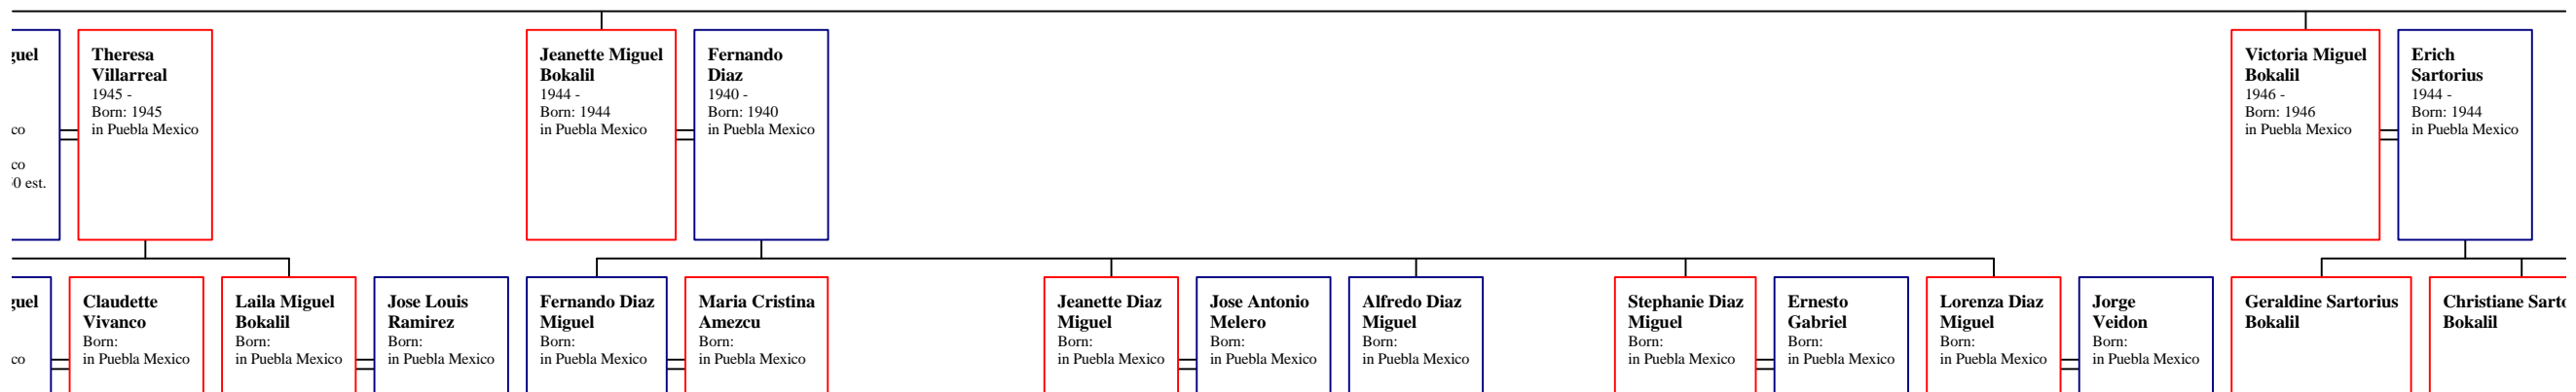 Theresa
Villarreal
1945 -
Born: 1945
in Puebla Mexico
Jeanette Miguel
Bokalil
1944 -
Born: 1944
in Puebla Mexico
Fernando
Diaz
1940 -
Born: 1940
in Puebla Mexico
Victoria Miguel
Bokalil
1946 -
Born: 1946
in Puebla Mexico
Erich
Sartorius
1944 -
Born: 1944
in Puebla Mexico
est.
Claudette
Vivanco
Born:
in Puebla Mexico
Laila Miguel
Bokalil
Born:
in Puebla Mexico
Jose Louis
Ramirez
Born:
in Puebla Mexico
Fernando Diaz
Miguel
Born:
in Puebla Mexico
Maria Cristina
Amezcu
Born:
in Puebla Mexico
Jeanette Diaz
Miguel
Born:
in Puebla Mexico
Jose Antonio
Melero
Born:
in Puebla Mexico
Alfredo Diaz
Miguel
Born:
in Puebla Mexico
Stephanie Diaz
Miguel
Born:
in Puebla Mexico
Ernesto
Gabriel
Born:
in Puebla Mexico
Lorenza Diaz
Miguel
Born:
in Puebla Mexico
Jorge
Veidon
Born:
in Puebla Mexico
Geraldine Sartorius
Bokalil
Christiane
Bokalil